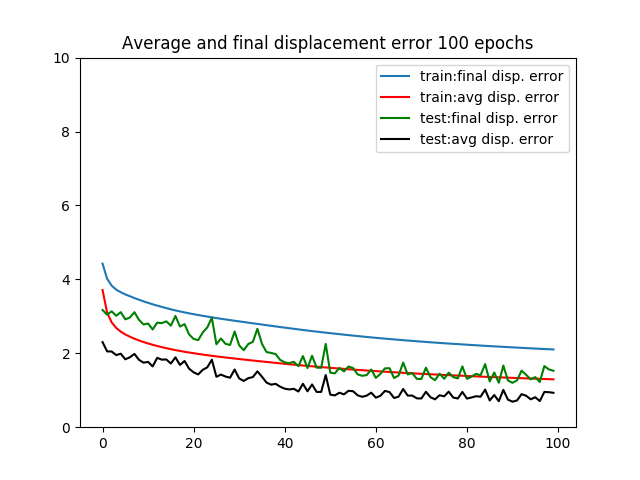 Average and final displacement error 100 epochs
train:final disp. error
train:avg disp. error
test:final disp. error
test:avg disp. error
10
8
6
4
2
0
0 20 40 60 80 100